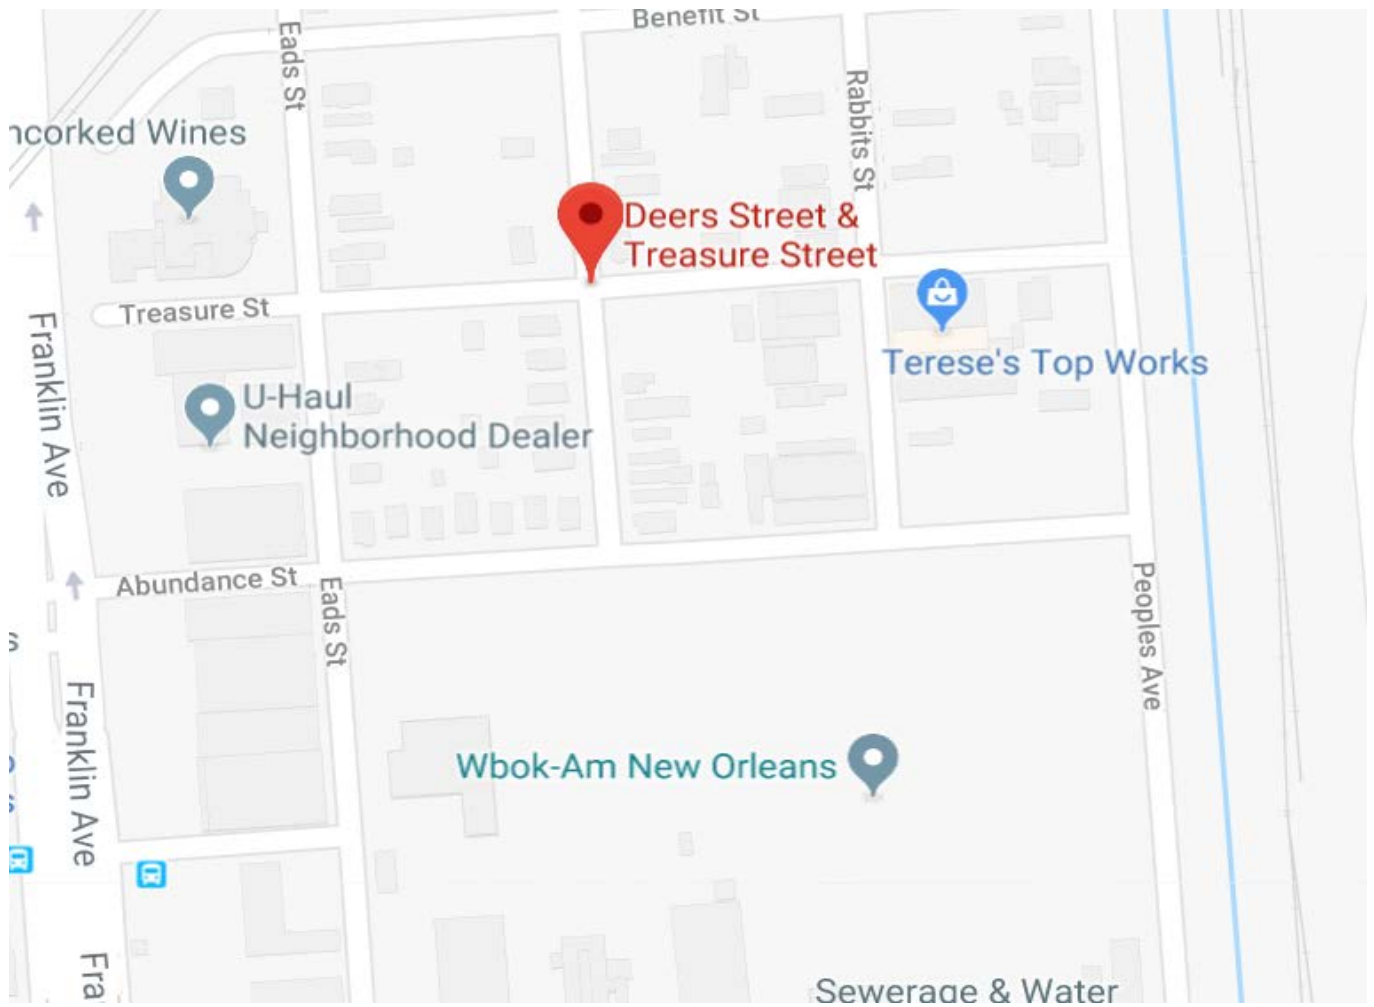 Benefit St
Eads St
Rabbits St
ncorked Wines
Deers Street &
Treasure Street
Treasure St
Franklin Ave
Terese's Top Works
U-Haul
Neighborhood Dealer
Abundance St
Eads St
Peoples Ave
Franklin Ave
Wbok-Am New Orleans
Fra
Sewerage & Water